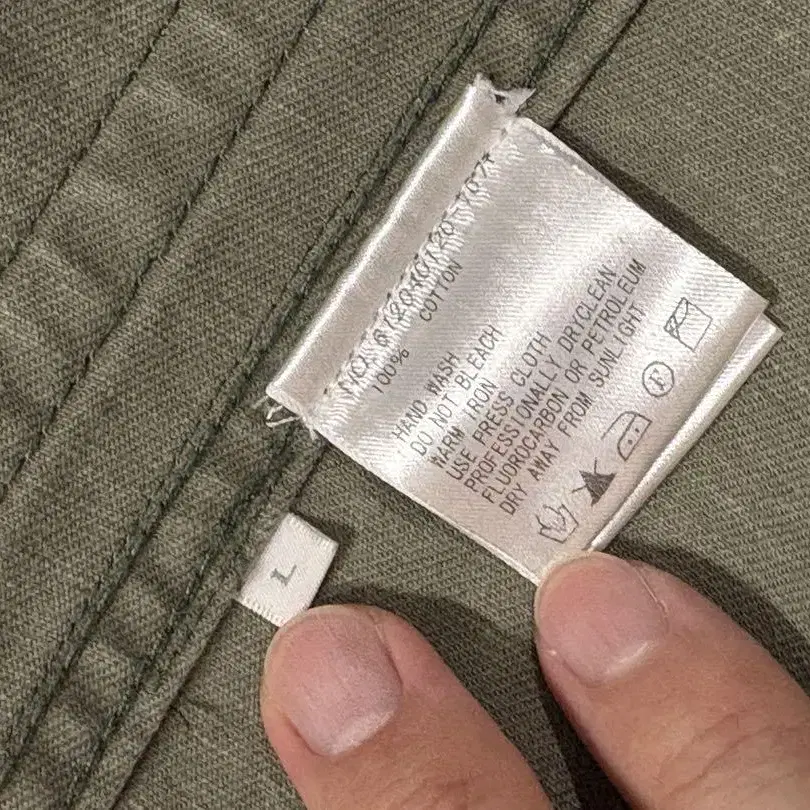 100% COTTON
HAND WASH
DO NOT BLEACH
WARM IRON
USE PRESS CLOTH
PROFESSIONALLY DRYCLEAN,
FLUOROCARBON OR PETROLEUM
DRY AWAY FROM SUNLIGHT
F
L